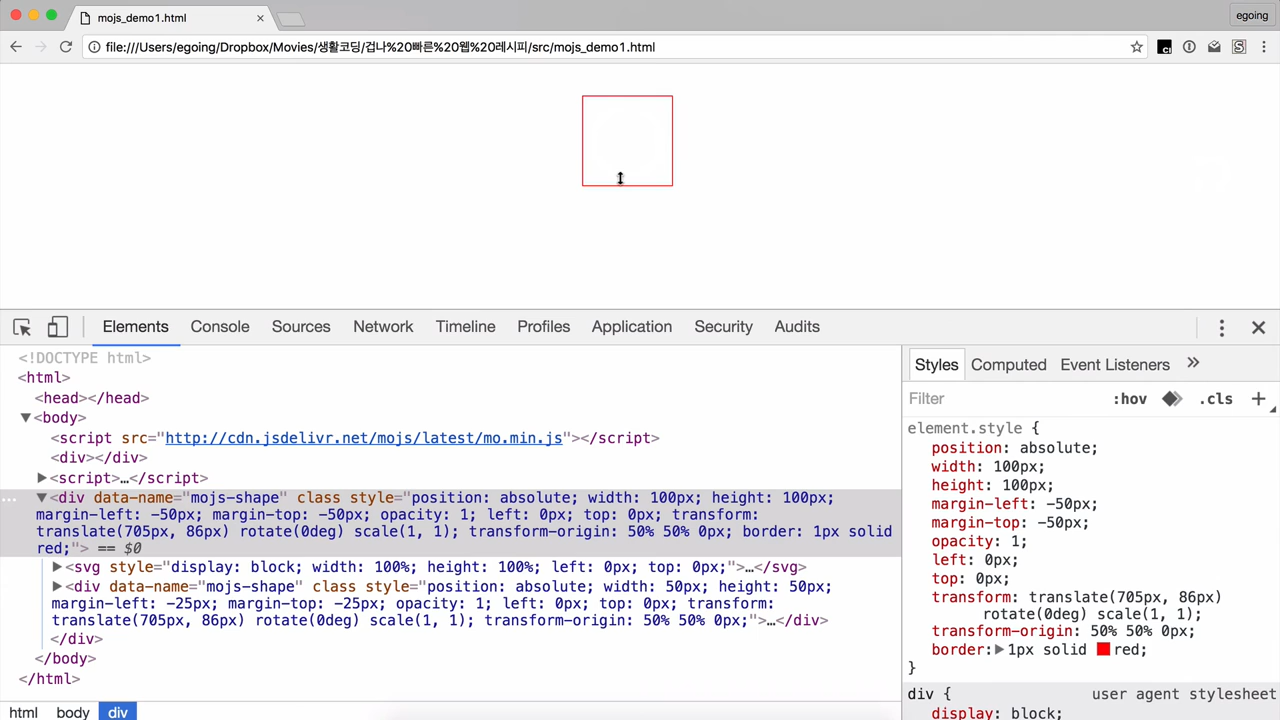 mojs_demo1.html
egoing
file:///Users/egoing/Dropbox/Movies/생활코딩/겁나%20빠른%20웹%20레시피/src/mojs_demo1.html
Elements Console Sources Network Timeline Profiles Application Security Audits
<!DOCTYPE html>
<html>
<head></head>
<body>
<script src="http://cdn.jsdelivr.net/mojs/latest/mo.min.js"></script>
<div></div>
<script>…</script>
<div data-name="mojs-shape" class style="position: absolute; width: 100px; height: 100px;
margin-left: -50px; margin-top: -50px; opacity: 1; left: 0px; top: 0px; transform:
translate(705px, 86px) rotate(0deg) scale(1, 1); transform-origin: 50% 50% 0px; border: 1px solid
red;"> == $0
<svg style="display: block; width: 100%; height: 100%; left: 0px; top: 0px;">…</svg>
<div data-name="mojs-shape" class style="position: absolute; width: 50px; height: 50px;
margin-left: -25px; margin-top: -25px; opacity: 1; left: 0px; top: 0px; transform:
translate(705px, 86px) rotate(0deg) scale(1, 1); transform-origin: 50% 50% 0px;">…</div>
</div>
</body>
</html>
html body div
Styles Computed Event Listeners »
Filter :hov .cls +
element.style {
position: absolute;
width: 100px;
height: 100px;
margin-left: -50px;
margin-top: -50px;
opacity: 1;
left: 0px;
top: 0px;
transform: translate(705px, 86px)
rotate(0deg) scale(1, 1);
transform-origin: 50% 50% 0px;
border: 1px solid red;
}
div { user agent stylesheet
display: block;